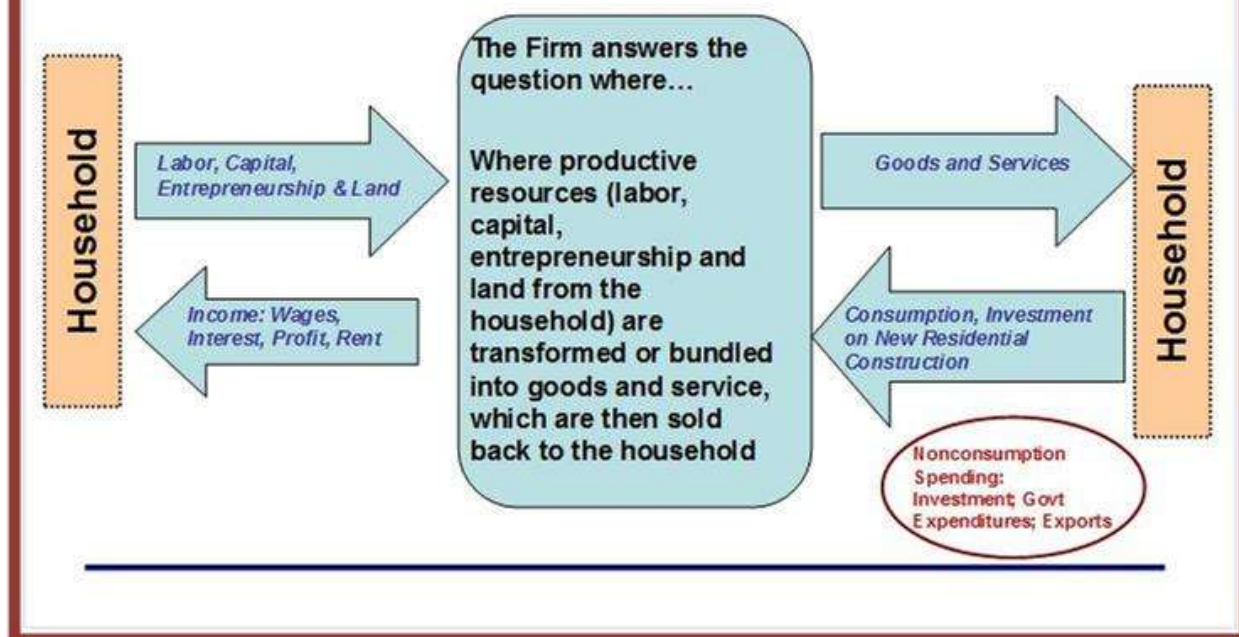 Household
Labor, Capital,
Entrepreneurship & Land
Income: Wages,
Interest, Profit, Rent
The Firm answers the
question where...
Where productive
resources (labor,
capital,
entrepreneurship and
land from the
household) are
transformed or bundled
into goods and service,
which are then sold
back to the household
Goods and Services
Consumption, Investment
on New Residential
Construction
Household
Nonconsumption
Spending:
Investment; Govt
Expenditures; Exports